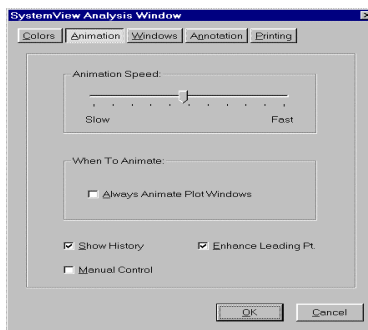 SystemView Analysis Window
Colors Animation Windows Annotation Printing
Animation Speed:
Slow Fast
When To Animate:
Always Animate Plot Windows
Show History Enhance Leading Pt.
Manual Control
OK Cancel